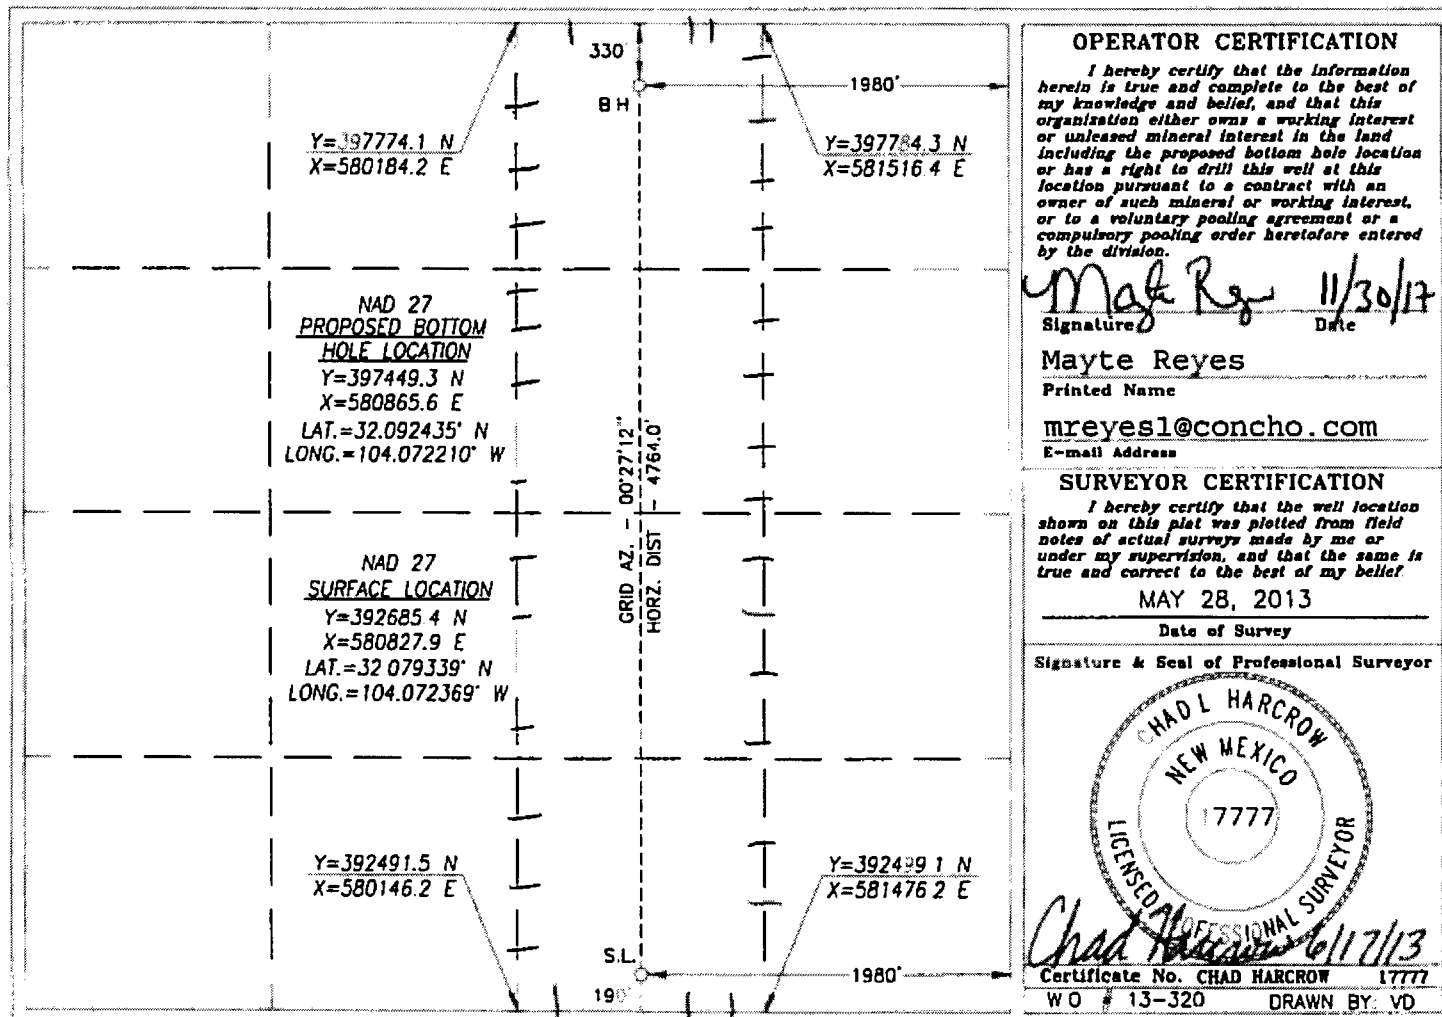 330'
B H
1980'
Y=397774.1 N
X=580184.2 E
Y=397784.3 N
X=581516.4 E
NAD 27
PROPOSED BOTTOM
HOLE LOCATION
Y=397449.3 N
X=580865.6 E
LAT.=32.092435° N
LONG.=104.072210° W
GRID AZ. - 00°27'12"
HORZ. DIST - 4764.0'
NAD 27
SURFACE LOCATION
Y=392685.4 N
X=580827.9 E
LAT.=32 079339° N
LONG.=104.072369° W
Y=392491.5 N
X=580146.2 E
Y=392499 1 N
X=581476 2 E
S.L.
190'
1980'
OPERATOR CERTIFICATION
I hereby certify that the information
herein is true and complete to the best of
my knowledge and belief, and that this
organization either owns a working interest
or unleased mineral interest in the land
including the proposed bottom hole location
or has a right to drill this well at this
location pursuant to a contract with an
owner of such mineral or working interest,
or to a voluntary pooling agreement or a
compulsory pooling order heretofore entered
by the division.
11/30/17
Signature Date
Mayte Reyes
Printed Name
mreyes1@concho.com
E-mail Address
SURVEYOR CERTIFICATION
I hereby certify that the well location
shown on this plat was plotted from field
notes of actual surveys made by me or
under my supervision, and that the same is
true and correct to the best of my belief
MAY 28, 2013
Date of Survey
Signature & Seal of Professional Surveyor
CHAD L HARCROW
NEW MEXICO
17777
LICENSED PROFESSIONAL SURVEYOR
Chad Harcrow 6/17/13
Certificate No. CHAD HARCROW 17777
W O # 13-320 DRAWN BY: VD